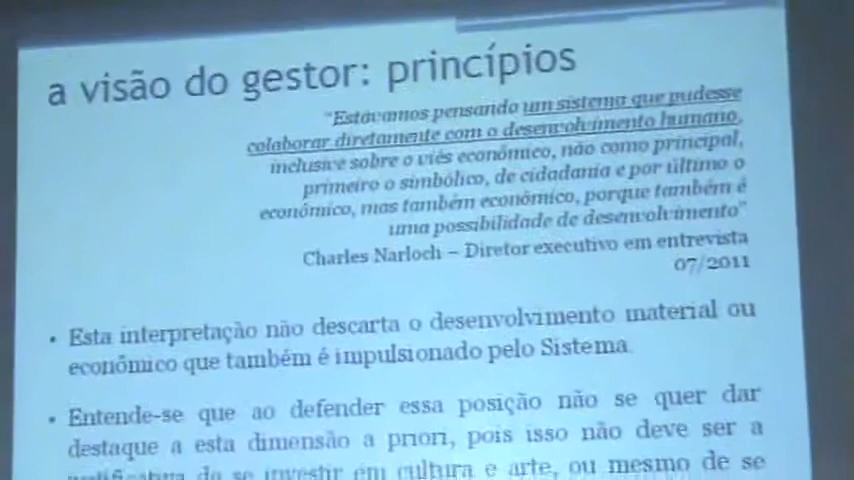 a visão do gestor: princípios
"Estávamos pensando um sistema que pudesse
colaborar diretamente com o desenvolvimento humano,
inclusive sobre o viés econômico, não como principal,
primeiro o simbólico, de cidadania e por último o
econômico, mas também econômico, porque também é
uma possibilidade de desenvolvimento"
Charles Narloch – Diretor executivo em entrevista
07/2011
• Esta interpretação não descarta o desenvolvimento material ou
econômico que também é impulsionado pelo Sistema.
• Entende-se que ao defender essa posição não se quer dar
destaque a esta dimensão a priori, pois isso não deve ser a
justificativa de se investir em cultura e arte, ou mesmo de se